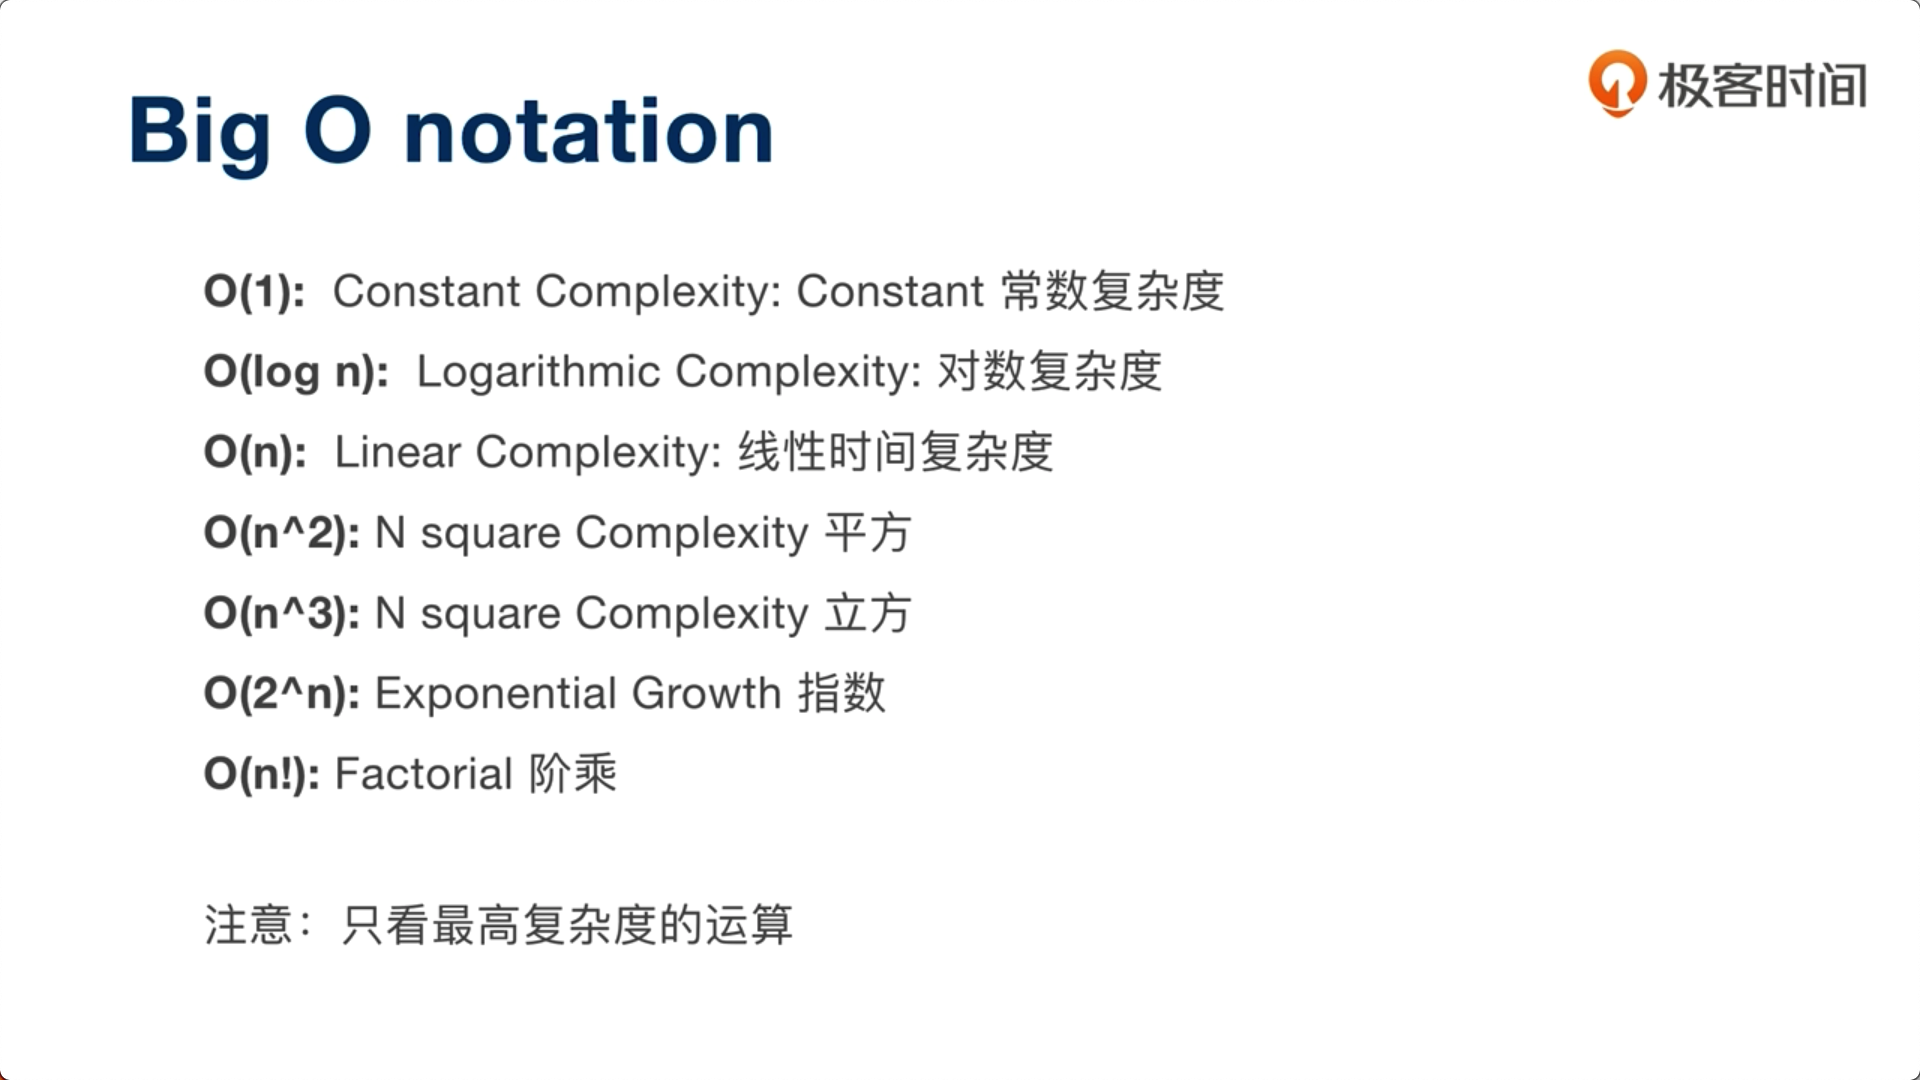 极客时间
Big O notation
O(1): Constant Complexity: Constant 常数复杂度
O(log n): Logarithmic Complexity: 对数复杂度
O(n): Linear Complexity: 线性时间复杂度
O(n^2): N square Complexity 平方
O(n^3): N square Complexity 立方
O(2^n): Exponential Growth 指数
O(n!): Factorial 阶乘
注意：只看最高复杂度的运算